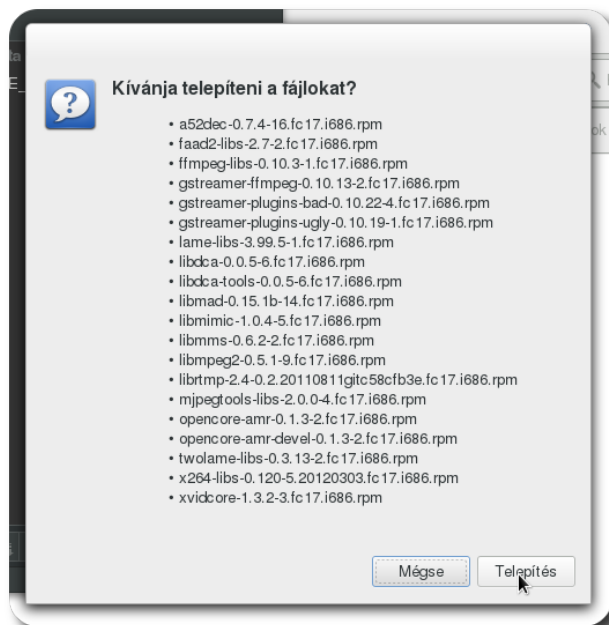 Kívánja telepíteni a fájlokat?
• a52dec-0.7.4-16.fc17.i686.rpm
• faad2-libs-2.7-2.fc17.i686.rpm
• ffmpeg-libs-0.10.3-1.fc17.i686.rpm
• gstreamer-ffmpeg-0.10.13-2.fc17.i686.rpm
• gstreamer-plugins-bad-0.10.22-4.fc17.i686.rpm
• gstreamer-plugins-ugly-0.10.19-1.fc17.i686.rpm
• lame-libs-3.99.5-1.fc17.i686.rpm
• libdca-0.0.5-6.fc17.i686.rpm
• libdca-tools-0.0.5-6.fc17.i686.rpm
• libmad-0.15.1b-14.fc17.i686.rpm
• libmimic-1.0.4-5.fc17.i686.rpm
• libmms-0.6.2-2.fc17.i686.rpm
• libmpeg2-0.5.1-9.fc17.i686.rpm
• librtmp-2.4-0.2.20110811gitc58cfb3e.fc17.i686.rpm
• mjpegtools-libs-2.0.0-4.fc17.i686.rpm
• opencore-amr-0.1.3-2.fc17.i686.rpm
• opencore-amr-devel-0.1.3-2.fc17.i686.rpm
• twolame-libs-0.3.13-2.fc17.i686.rpm
• x264-libs-0.120-5.20120303.fc17.i686.rpm
• xvidcore-1.3.2-3.fc17.i686.rpm
Mégse Telepítés